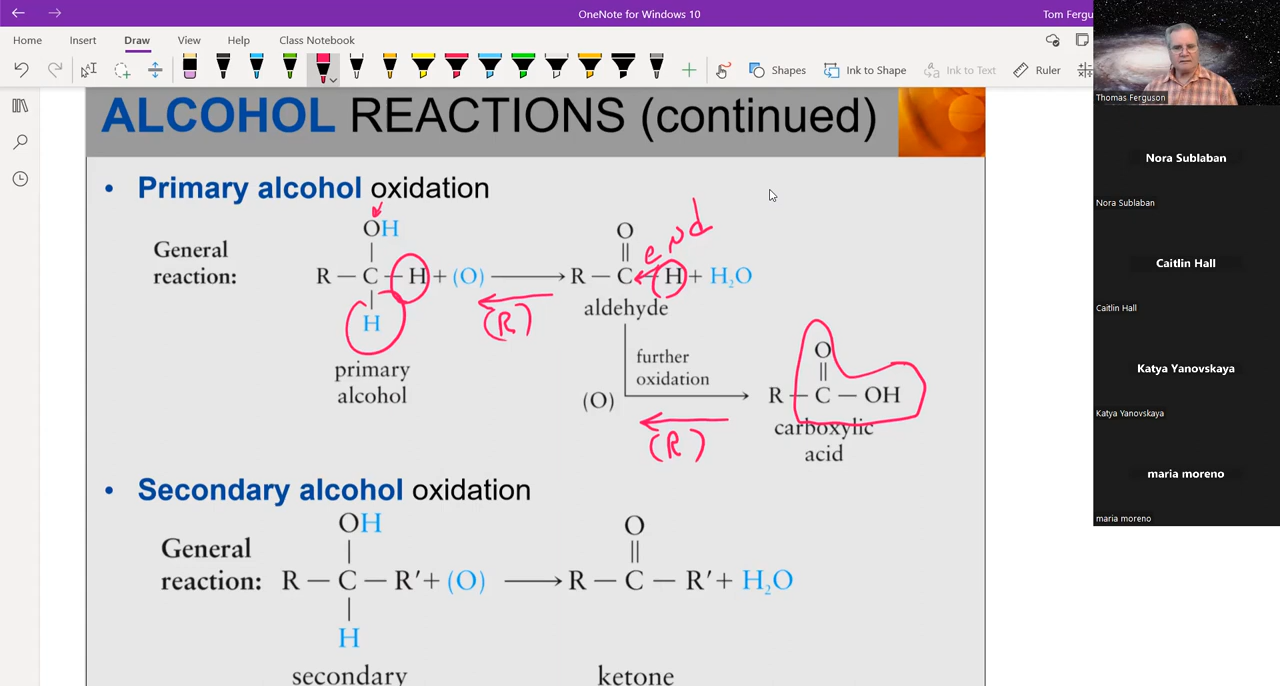 OneNote for Windows 10
Tom Fergu
Home Insert Draw View Help Class Notebook
Shapes Ink to Shape Ink to Text Ruler
ALCOHOL REACTIONS (continued)
• Primary alcohol oxidation
OH
O
end
General
reaction:
R — C — H + (O) ⟶ R — C — H + H₂O
H
aldehyde
(R)
primary
alcohol
further
oxidation
(O)
O
R — C — OH
(R)
carboxylic
acid
• Secondary alcohol oxidation
OH
O
General
reaction: R — C — R′ + (O) ⟶ R — C — R′ + H₂O
H
secondary
ketone
Thomas Ferguson
Nora Sublaban
Nora Sublaban
Caitlin Hall
Caitlin Hall
Katya Yanovskaya
Katya Yanovskaya
maria moreno
maria moreno